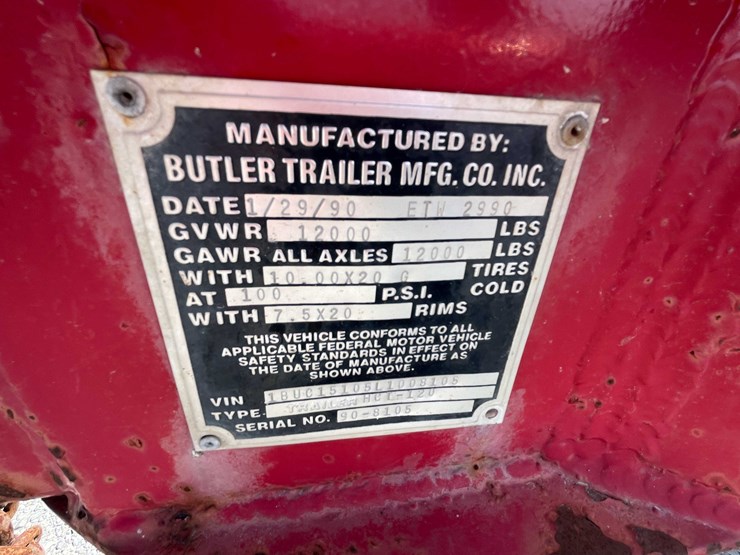 MANUFACTURED BY:
BUTLER TRAILER MFG. CO. INC.
DATE 1/29/90 ETW 2990
GVWR 12000 LBS
GAWR ALL AXLES 12000 LBS
WITH 10.00X20 G TIRES
AT 100 P.S.I. COLD
WITH 7.5X20 RIMS
THIS VEHICLE CONFORMS TO ALL
APPLICABLE FEDERAL MOTOR VEHICLE
SAFETY STANDARDS IN EFFECT ON
THE DATE OF MANUFACTURE AS
SHOWN ABOVE.
VIN 1BUC15105L1008105
TYPE. TRAILER HCT-120
SERIAL NO. 90-8105